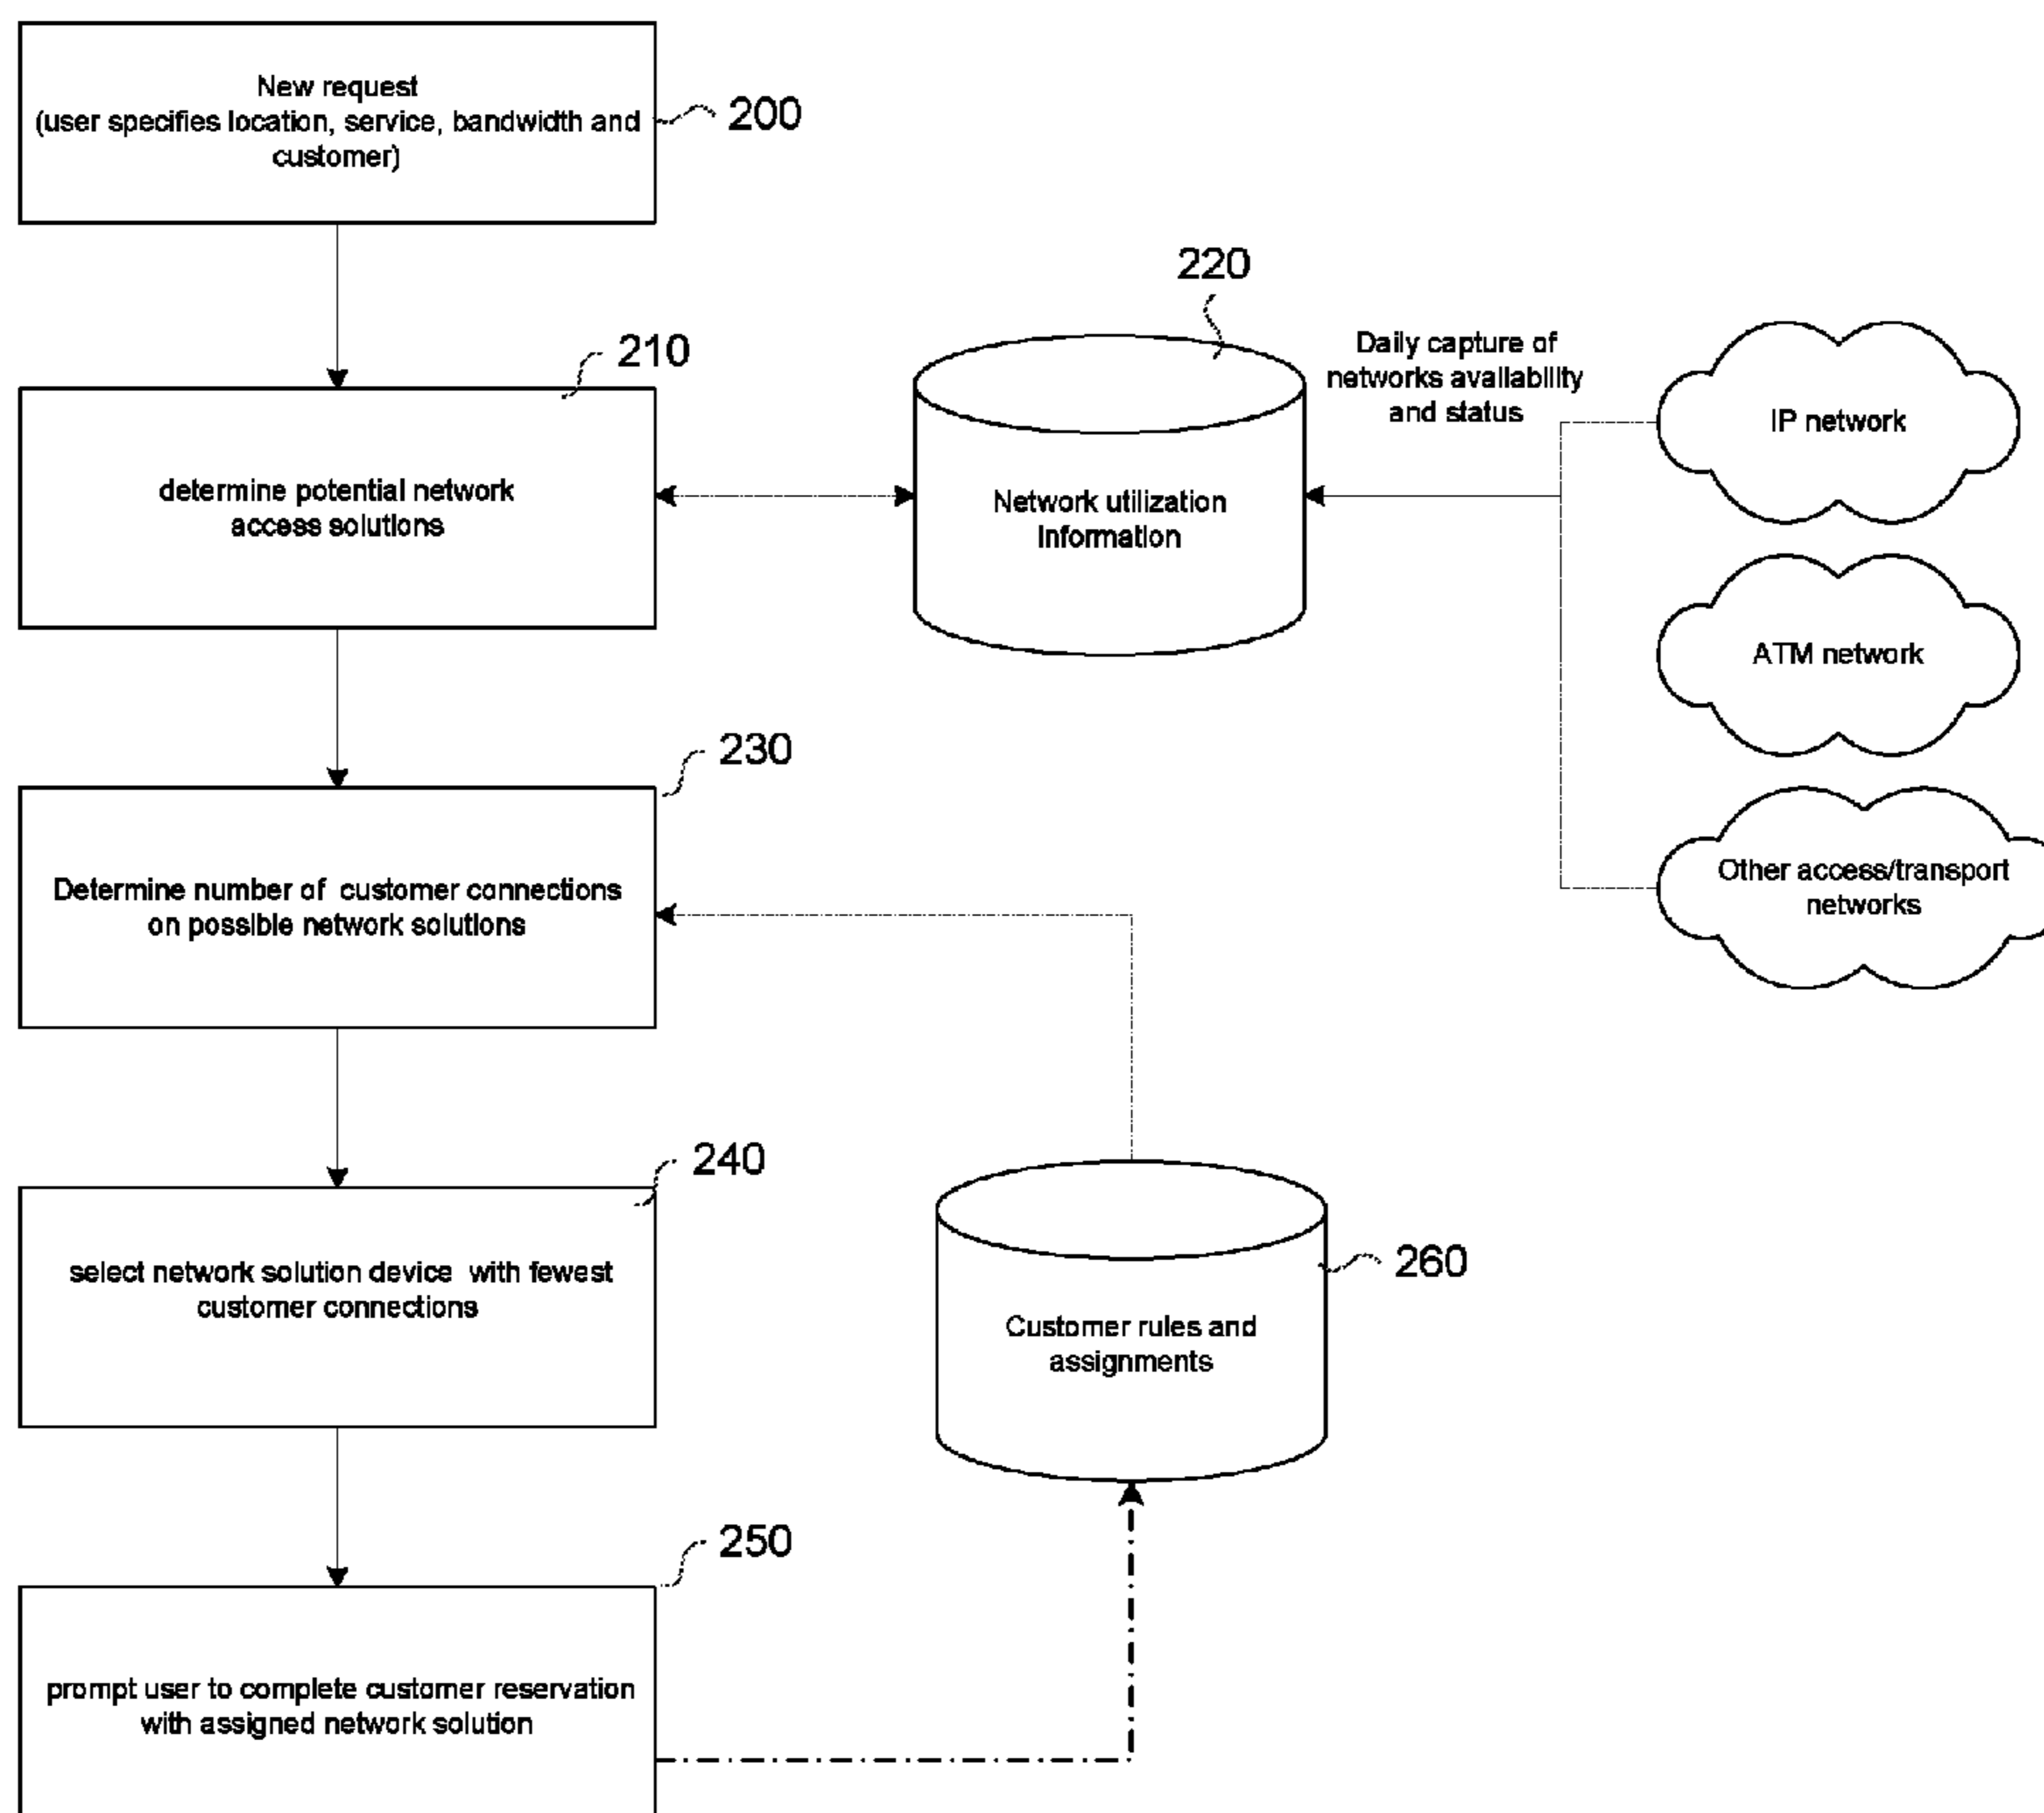 New request
(user specifies location, service, bandwidth and
customer)
200
220
210
Daily capture of
networks availability
and status
IP network
determine potential network
access solutions
Network utilization
Information
ATM network
230
Other access/transport
networks
Determine number of customer connections
on possible network solutions
240
260
select network solution device with fewest
customer connections
Customer rules and
assignments
250
prompt user to complete customer reservation
with assigned network solution